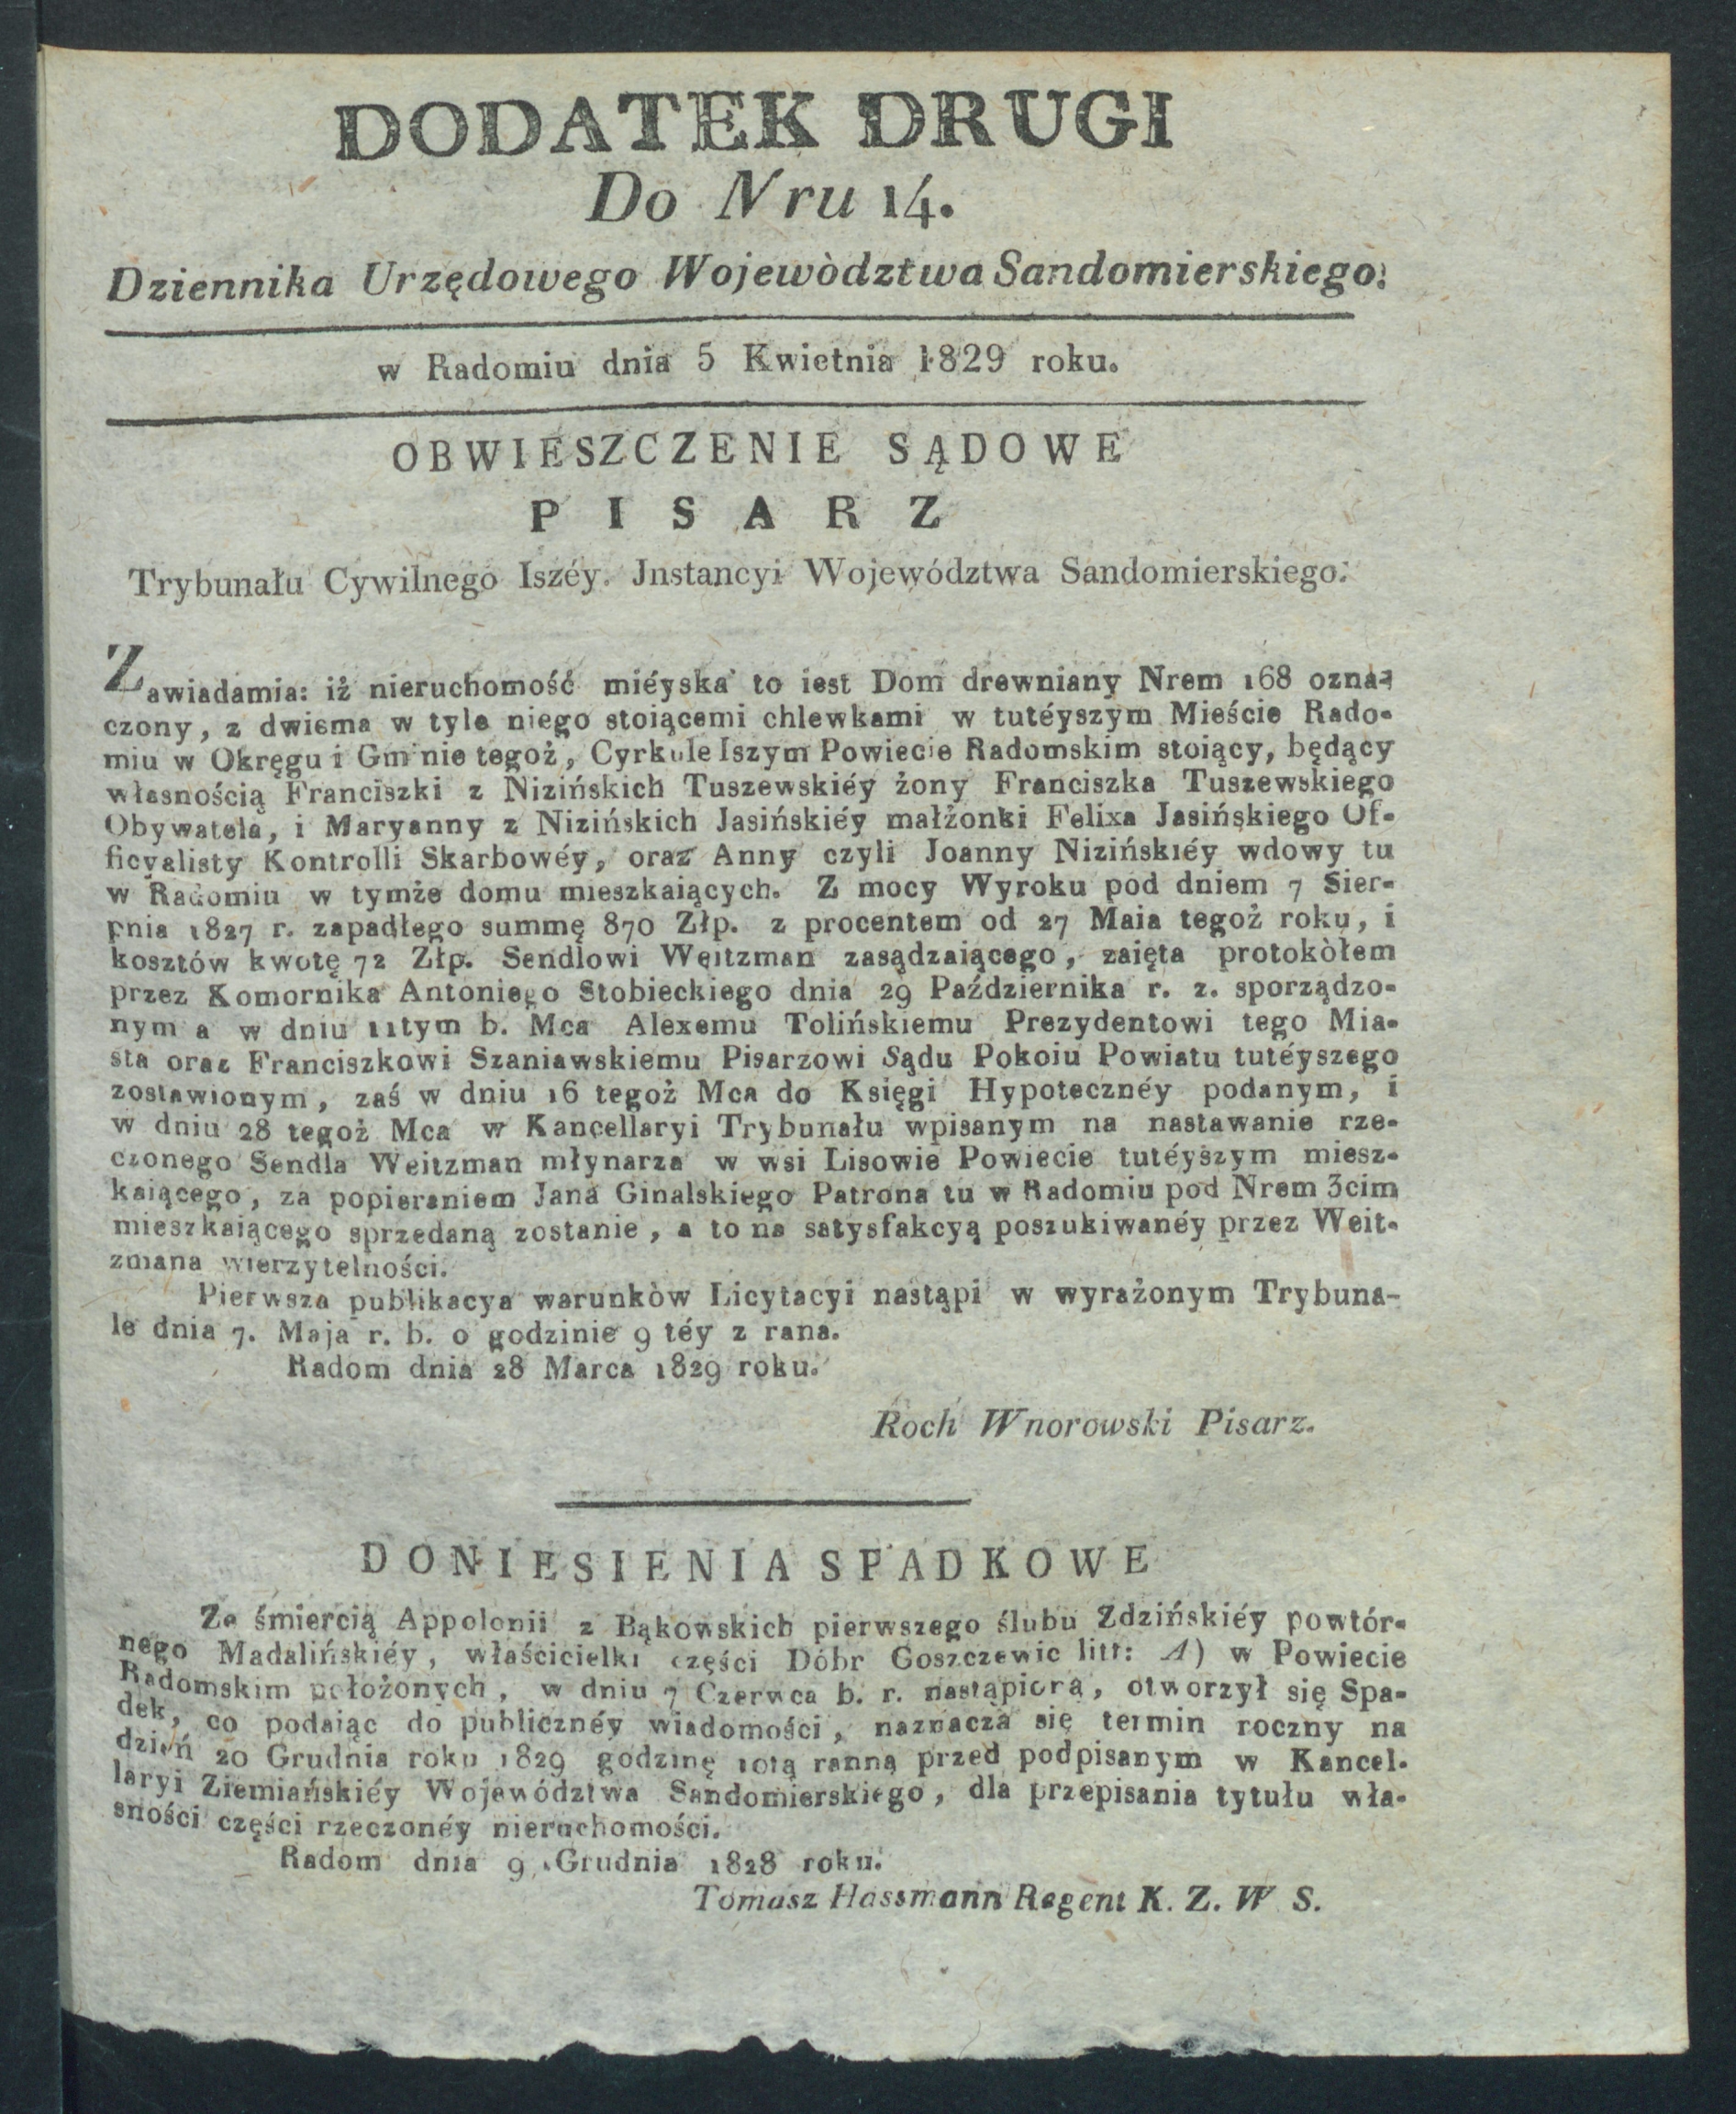 DODATEK DRUGI
Do Nru 14.
Dziennika Urzędowego Wojewòdztwa Sandomierskiego.
w Radomiu dnia 5 Kwietnia 1829 roku.
OBWIESZCZENIE SĄDOWE
PISARZ
Trybunału Cywilnego Iszéy. Jnstancyi Województwa Sandomierskiego.
Zawiadamia: iż nieruchomość miéyska to iest Dom drewniany Nrem 168 ozna-
czony, z dwiema w tyle niego stoiącemi chlewkami w tutéyszym Mieście Rado-
miu w Okręgu i Gminie tegoż, Cyrkule Iszym Powiecie Radomskim stoiący, będący
własnością Franciszki z Nizińskich Tuszewskiéy żony Franciszka Tuszewskiego
Obywatela, i Maryanny z Nizińskich Jasińskiéy małżonki Felixa Jasińskiego Of-
ficyalisty Kontrolli Skarbowéy, oraz Anny czyli Joanny Nizińskiéy wdowy tu
w Radomiu w tymże domu mieszkaiących. Z mocy Wyroku pod dniem 7 Sier-
pnia 1827 r. zapadłego summę 870 Złp. z procentem od 27 Maia tegoż roku, i
kosztów kwotę 72 Złp. Sendlowi Weitzman zasądzaiącego, zaięta protokòłem
przez Komornika Antoniego Stobieckiego dnia 29 Października r. z. sporządzo-
nym a w dniu 11tym b. Mca Alexemu Tolińskiemu Prezydentowi tego Mia-
sta oraz Franciszkowi Szaniawskiemu Pisarzowi Sądu Pokoiu Powiatu tutéyszego
zostawionym, zaś w dniu 16 tegoż Mca do Księgi Hypotecznéy podanym, i
w dniu 28 tegoż Mca w Kancellaryi Trybunału wpisanym na nastawanie rze-
czonego Sendla Weitzman młynarza w wsi Lisowie Powiecie tutéyszym miesz-
kaiącego, za popieraniem Jana Ginalskiego Patrona tu w Radomiu pod Nrem 3cim
mieszkaiącego sprzedaną zostanie, a to na satysfakcyą poszukiwanéy przez Weit-
zmana wierzytelności.
Pierwsza publikacya warunkòw Licytacyi nastąpi w wyrażonym Trybuna-
le dnia 7. Maja r. b. o godzinie 9 téy z rana.
Radom dnia 28 Marca 1829 roku.
Roch Wnorowski Pisarz.
DONIESIENIA SPADKOWE
Ze śmiercią Appolonii z Bąkowskich pierwszego ślubu Zdzińskiéy powtór-
nego Madalińskiéy, właścicielki części Dóbr Goszczewic litt: A) w Powiecie
Radomskim położonych, w dniu 7 Czerwca b. r. nastąpiorą, otworzył się Spa-
dek, co podaiąc do publicznéy wiadomości, naznacza się termin roczny na
dzień 20 Grudnia roku 1829 godzinę 10tą ranną przed podpisanym w Kancel-
laryi Ziemiańskiéy Województwa Sandomierskiego, dla przepisania tytułu wła-
sności części rzeczonéy nieruchomości.
Radom dnia 9 Grudnia 1828 roku.
Tomasz Hassmann Regent K. Z. W S.